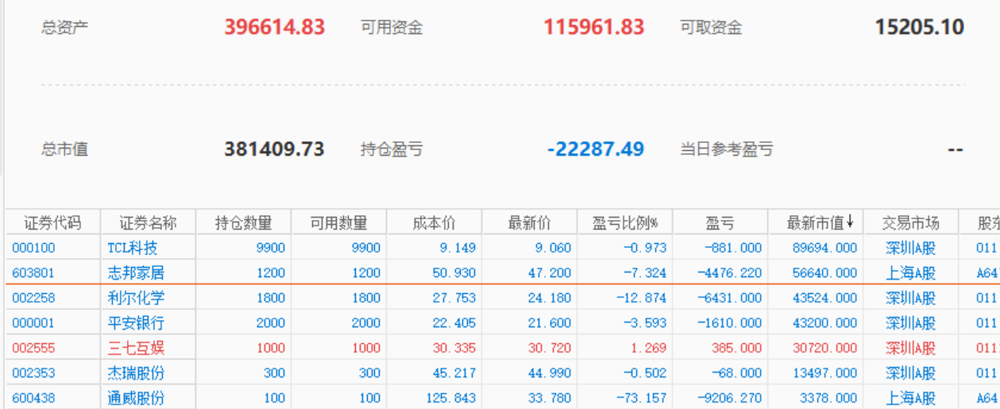 总资产 396614.83 可用资金 115961.83 可取资金 15205.10
总市值 381409.73 持仓盈亏 -22287.49 当日参考盈亏 --
证券代码 证券名称 持仓数量 可用数量 成本价 最新价 盈亏比例% 盈亏 最新市值↓ 交易市场 股东
000100 TCL科技 9900 9900 9.149 9.060 -0.973 -881.000 89694.000 深圳A股 011
603801 志邦家居 1200 1200 50.930 47.200 -7.324 -4476.220 56640.000 上海A股 A64
002258 利尔化学 1800 1800 27.753 24.180 -12.874 -6431.000 43524.000 深圳A股 011
000001 平安银行 2000 2000 22.405 21.600 -3.593 -1610.000 43200.000 深圳A股 011
002555 三七互娱 1000 1000 30.335 30.720 1.269 385.000 30720.000 深圳A股 011
002353 杰瑞股份 300 300 45.217 44.990 -0.502 -68.000 13497.000 深圳A股 011
600438 通威股份 100 100 125.843 33.780 -73.157 -9206.270 3378.000 上海A股 A64